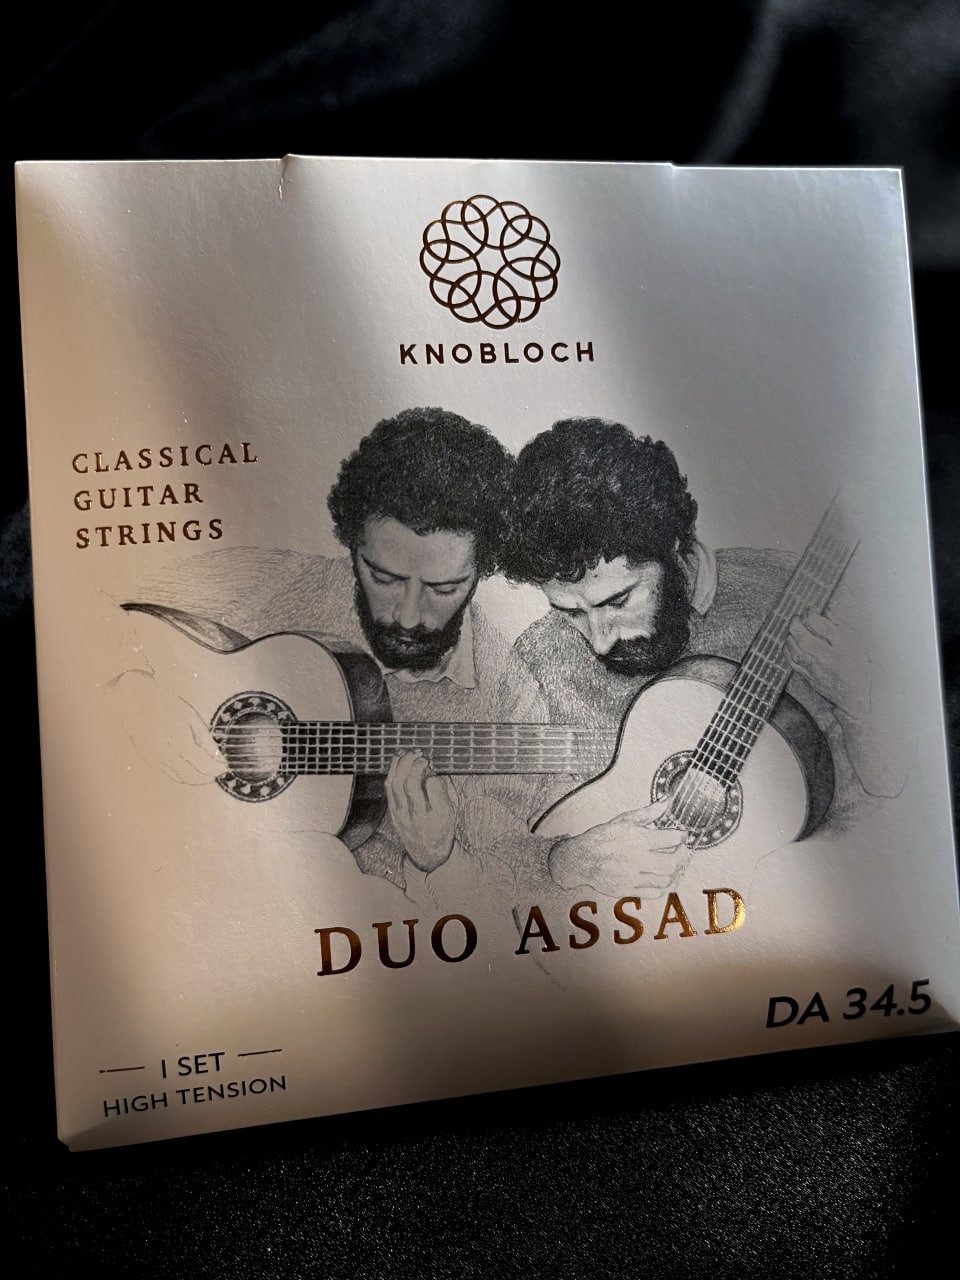 KNOBLOCH
CLASSICAL
GUITAR
STRINGS
DUO ASSAD
DA 34.5
1 SET
HIGH TENSION